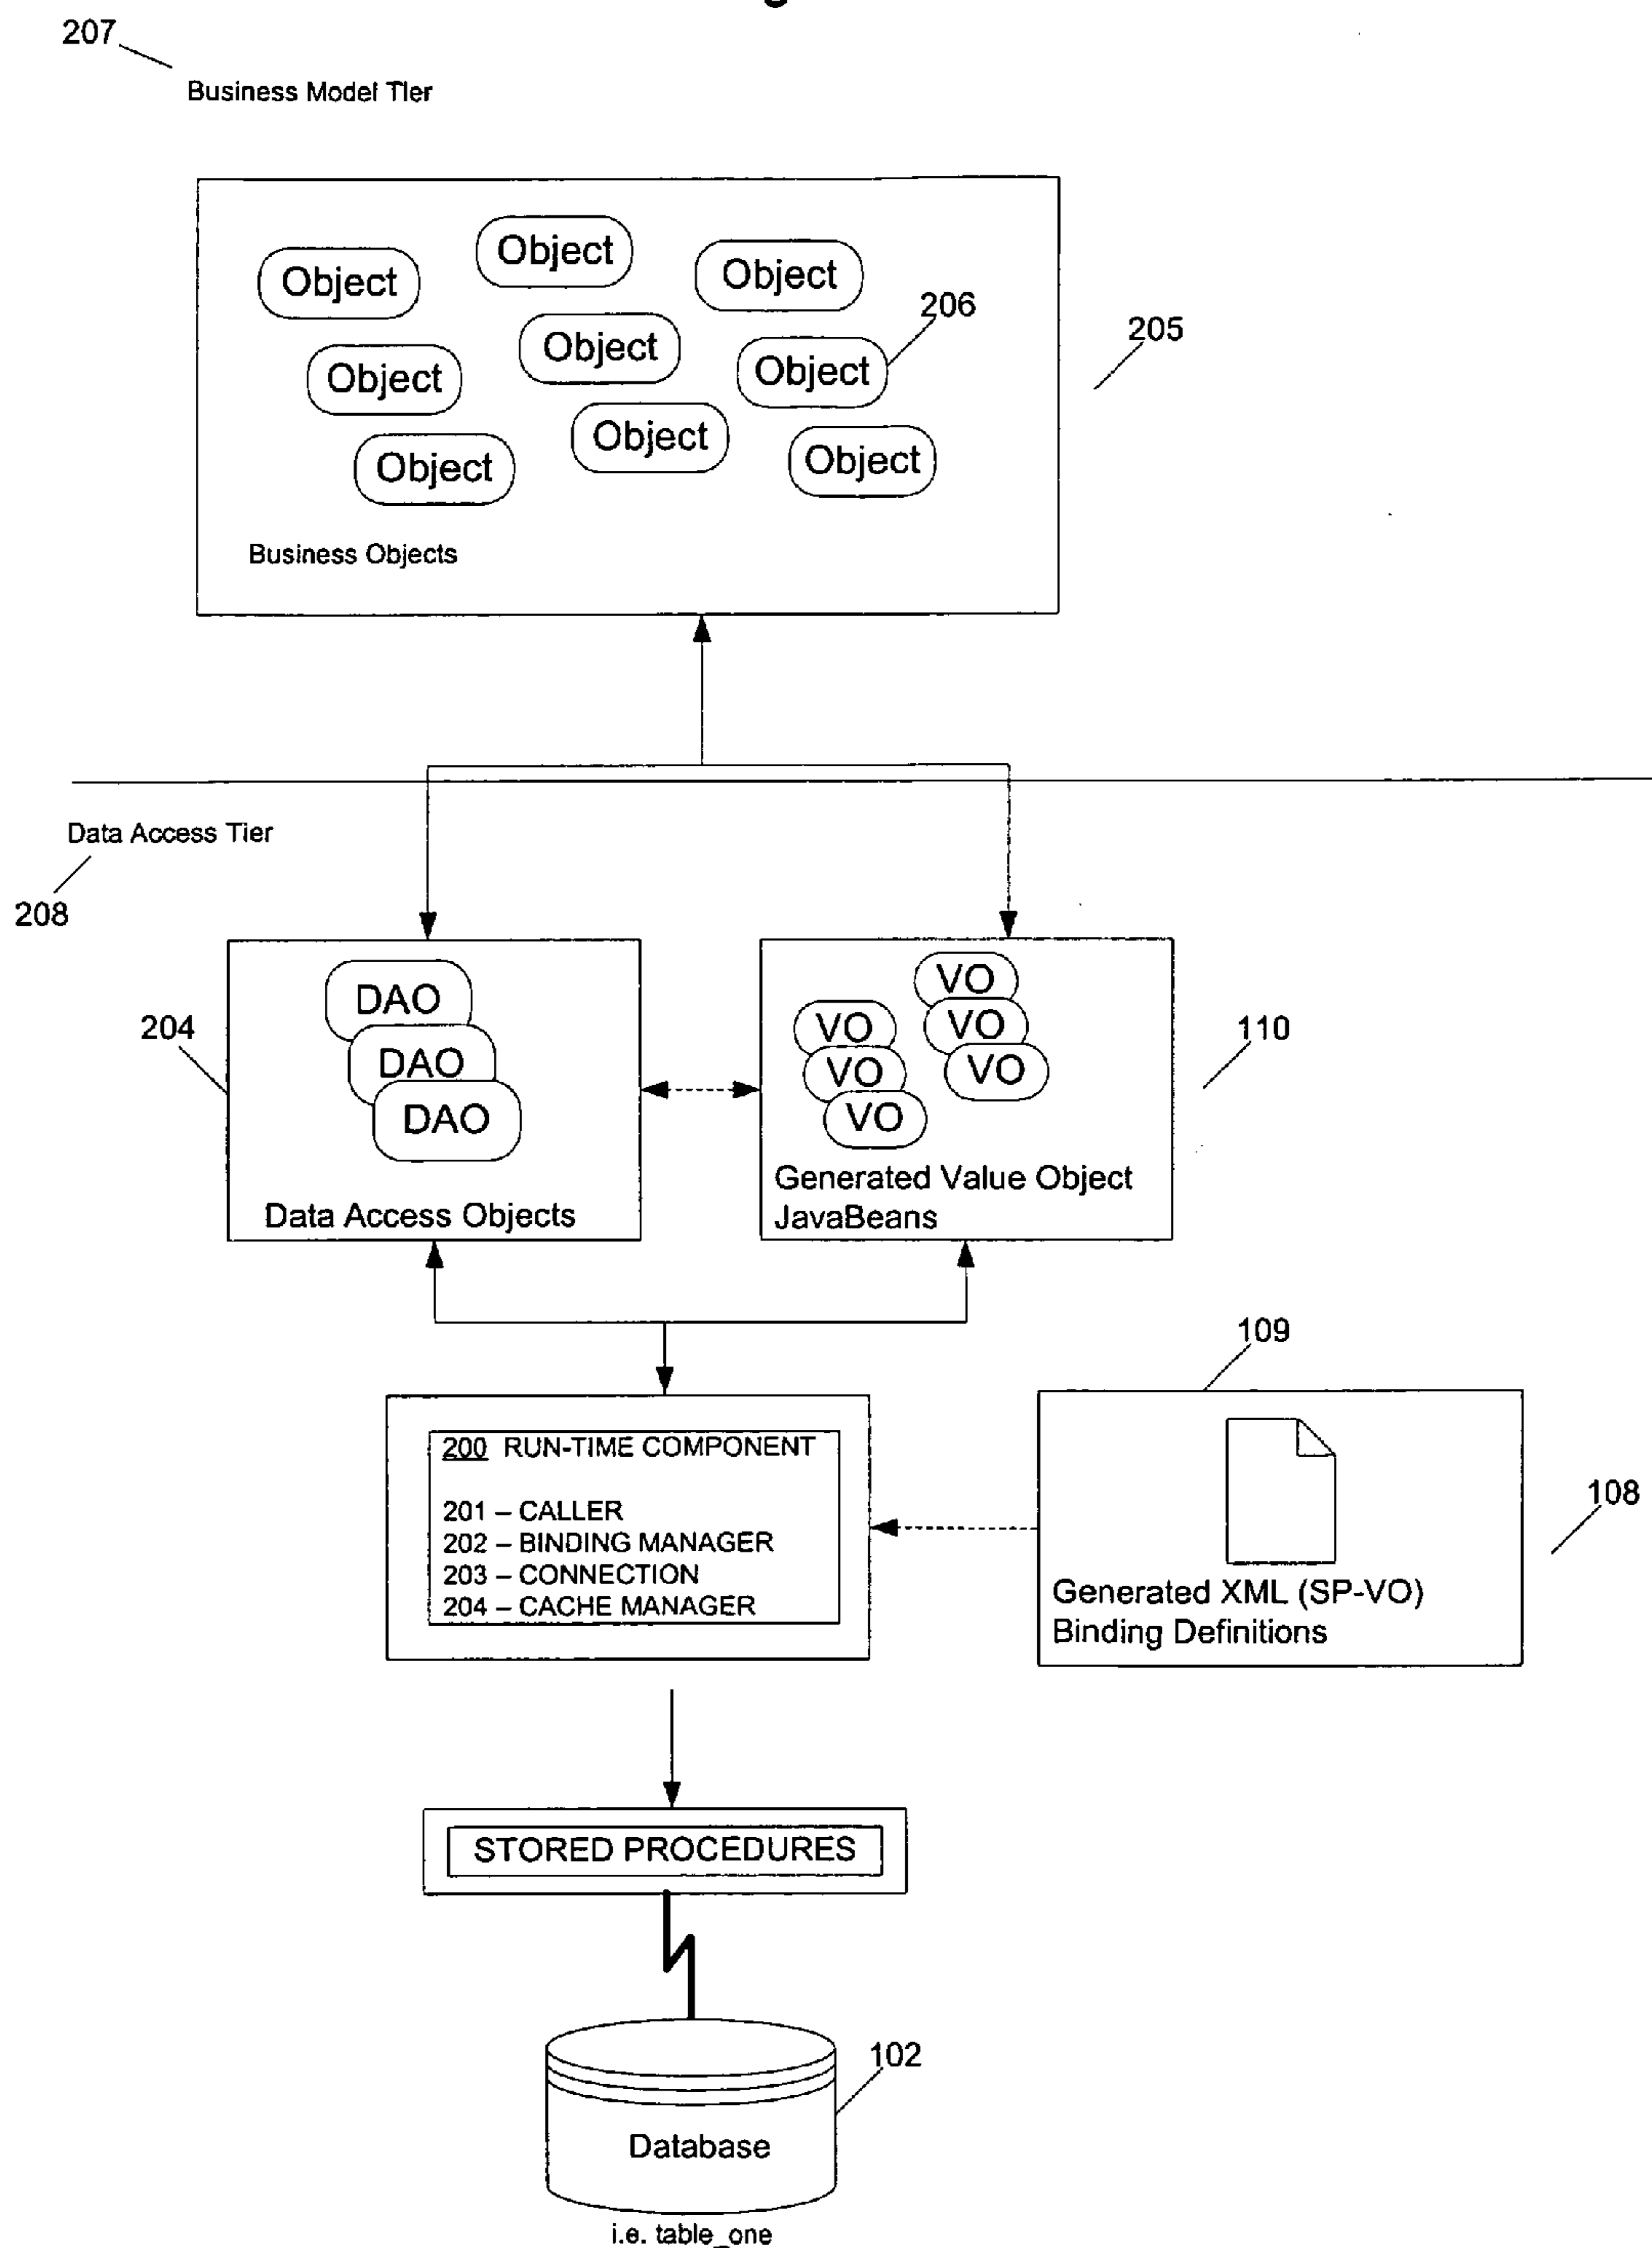 207
Business Model Tier
Object
Object
Object
206
205
Object
Object
Object
Object
Object
Object
Business Objects
Data Access Tier
208
204
DAO
DAO
DAO
Data Access Objects
VO
VO
VO
VO
VO
VO
110
Generated Value Object
JavaBeans
109
200 RUN-TIME COMPONENT
201 – CALLER
202 – BINDING MANAGER
203 – CONNECTION
204 – CACHE MANAGER
108
Generated XML (SP-VO)
Binding Definitions
STORED PROCEDURES
102
Database
i.e. table_one